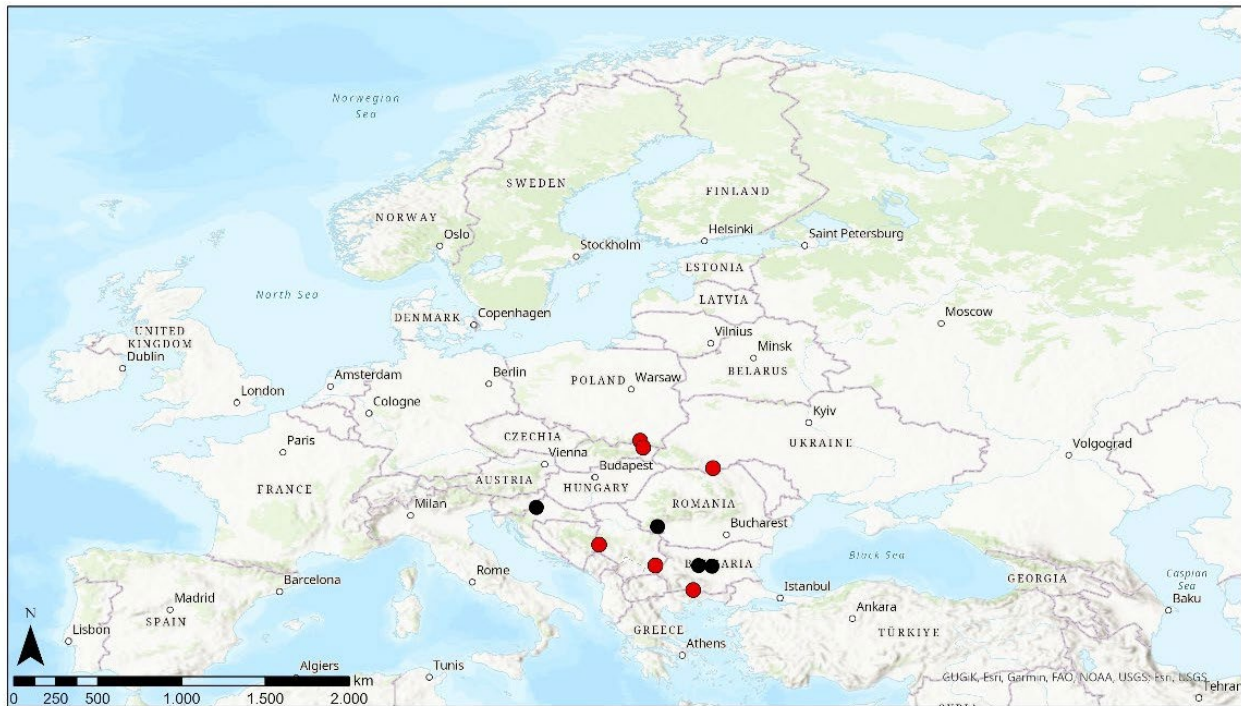 Norwegian
Sea
SWEDEN
FINLAND
NORWAY
Oslo
Helsinki
Saint Petersburg
Stockholm
ESTONIA
North Sea
LATVIA
Moscow
DENMARK
Copenhagen
UNITED
KINGDOM
Vilnius
Dublin
Minsk
BELARUS
Amsterdam
Berlin
POLAND
Warsaw
London
Cologne
Kyiv
CZECHIA
UKRAINE
Paris
Volgograd
Vienna
Budapest
AUSTRIA
HUNGARY
FRANCE
ROMANIA
Milan
Bucharest
Black Sea
Rome
GEORGIA
Caspian
Sea
Barcelona
Istanbul
Madrid
Baku
N
SPAIN
Ankara
Lisbon
GREECE
TÜRKIYE
Athens
Algiers
Tunis
0 250 500 1.000 1.500 2.000 km
GUGiK, Esri, Garmin, FAO, NOAA, USGS; Esri, USGS
Tehran